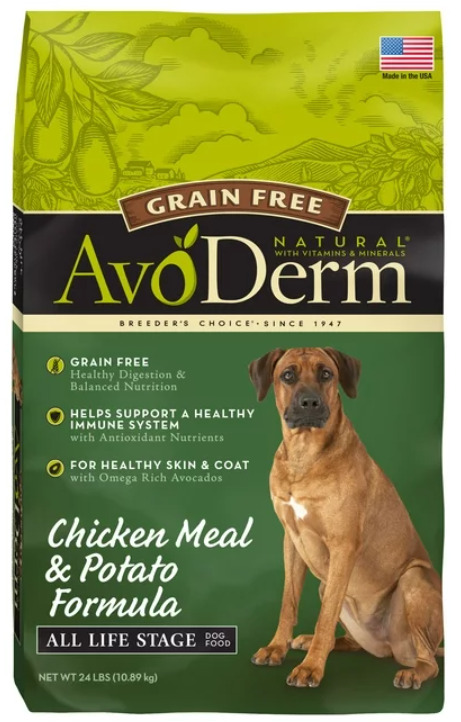 Made in the USA
GRAIN FREE
NATURAL®
WITH VITAMINS & MINERALS
AvoDerm
BREEDER'S CHOICE® • SINCE 1947
GRAIN FREE
Healthy Digestion &
Balanced Nutrition
HELPS SUPPORT A HEALTHY
IMMUNE SYSTEM
with Antioxidant Nutrients
FOR HEALTHY SKIN & COAT
with Omega Rich Avocados
Chicken Meal
& Potato
Formula
ALL LIFE STAGE DOG
FOOD
NET WT 24 LBS (10.89 kg)